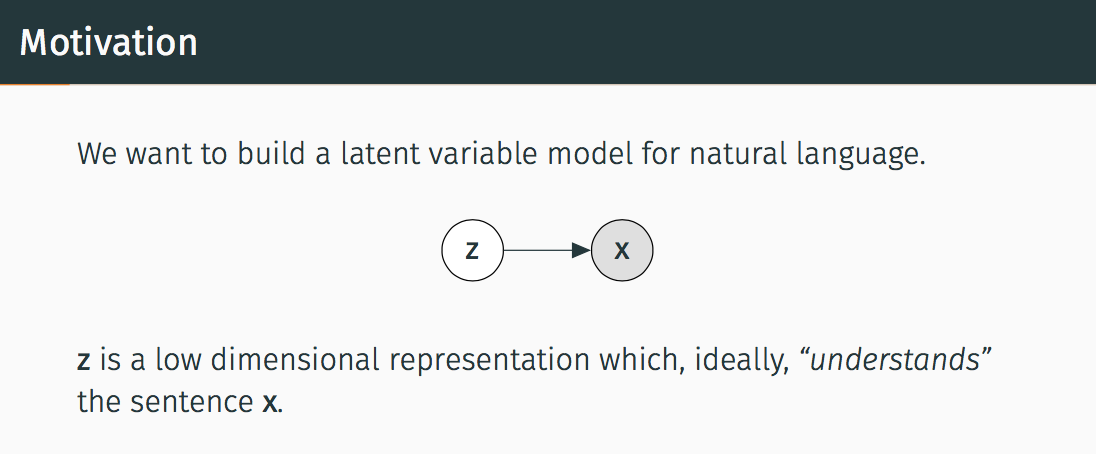 Motivation
We want to build a latent variable model for natural language.
z x
z is a low dimensional representation which, ideally, “understands”
the sentence x.